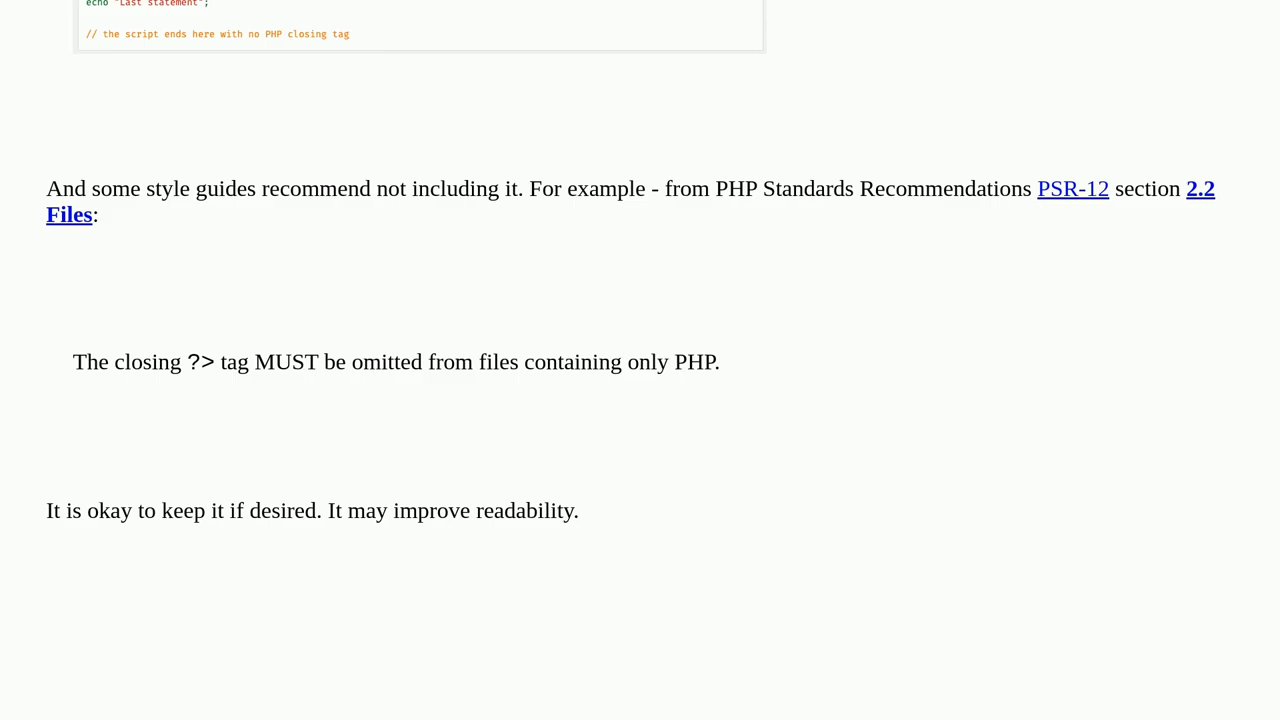 echo "Last statement";
// the script ends here with no PHP closing tag
And some style guides recommend not including it. For example - from PHP Standards Recommendations PSR-12 section 2.2
Files:
The closing ?> tag MUST be omitted from files containing only PHP.
It is okay to keep it if desired. It may improve readability.